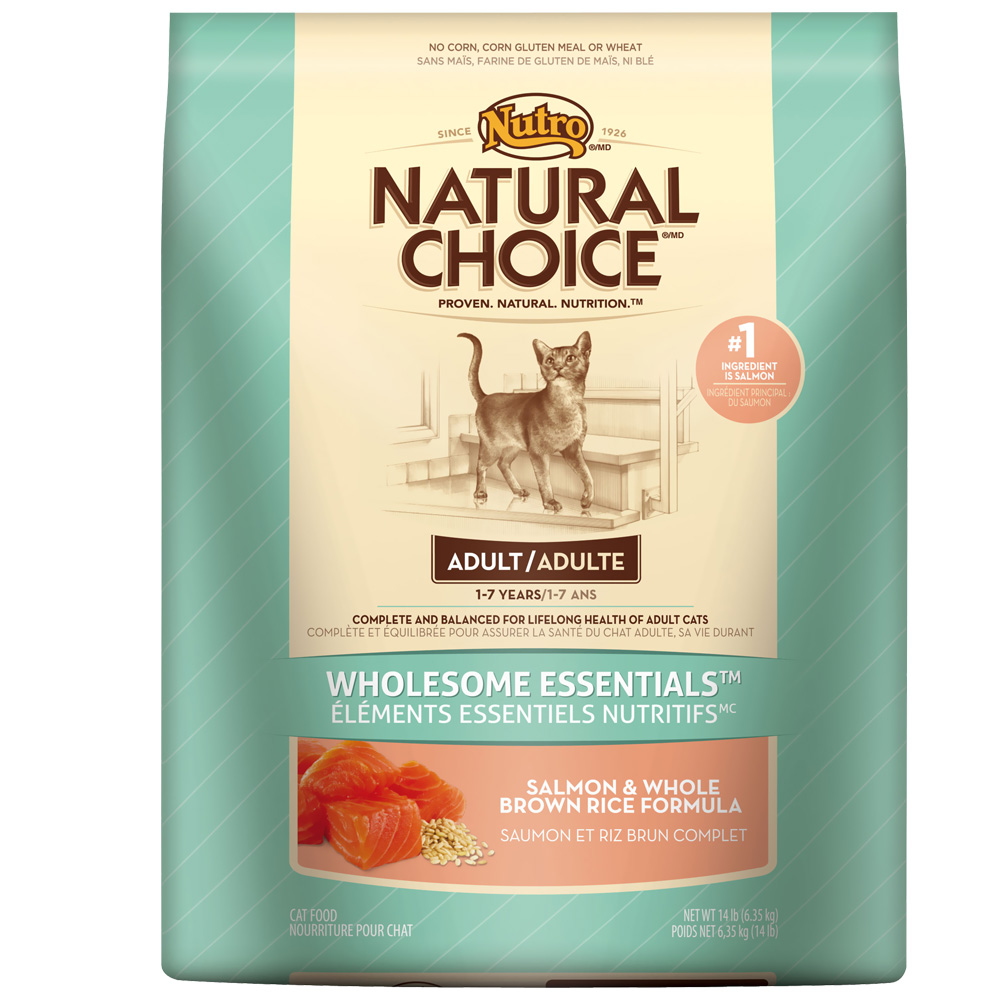 NO CORN, CORN GLUTEN MEAL OR WHEAT
SANS MAÏS, FARINE DE GLUTEN DE MAÏS, NI BLÉ
SINCE Nutro ®/MD 1926
NATURAL
CHOICE ®/MD
PROVEN. NATURAL. NUTRITION.™
#1
INGREDIENT
IS SALMON
INGRÉDIENT PRINCIPAL :
DU SAUMON
ADULT/ADULTE
1-7 YEARS/1-7 ANS
COMPLETE AND BALANCED FOR LIFELONG HEALTH OF ADULT CATS
COMPLÈTE ET ÉQUILIBRÉE POUR ASSURER LA SANTÉ DU CHAT ADULTE, SA VIE DURANT
WHOLESOME ESSENTIALS™
ÉLÉMENTS ESSENTIELS NUTRITIFS MC
SALMON & WHOLE
BROWN RICE FORMULA
SAUMON ET RIZ BRUN COMPLET
CAT FOOD
NOURRITURE POUR CHAT
NET WT 14 lb (6.35 kg)
POIDS NET 6,35 kg (14 lb)